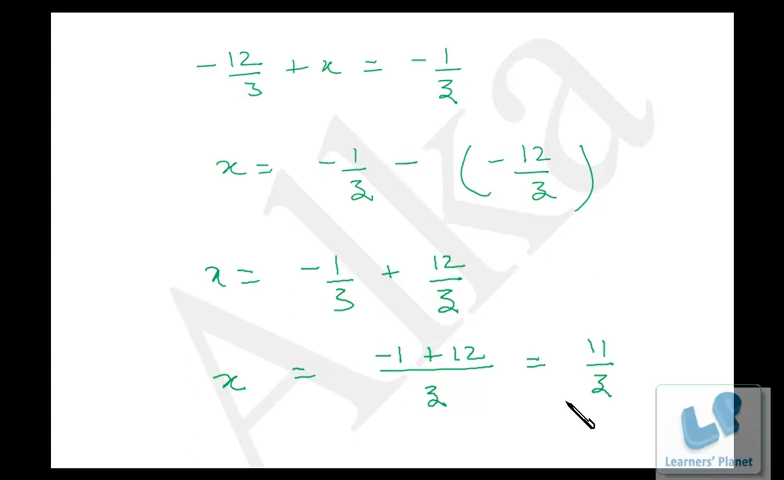 -12/3 + x = -1/3
x = -1/3 - (-12/3)
x = -1/3 + 12/3
x = -1 + 12/3 = 11/3
Alka
LP
Learners' Planet